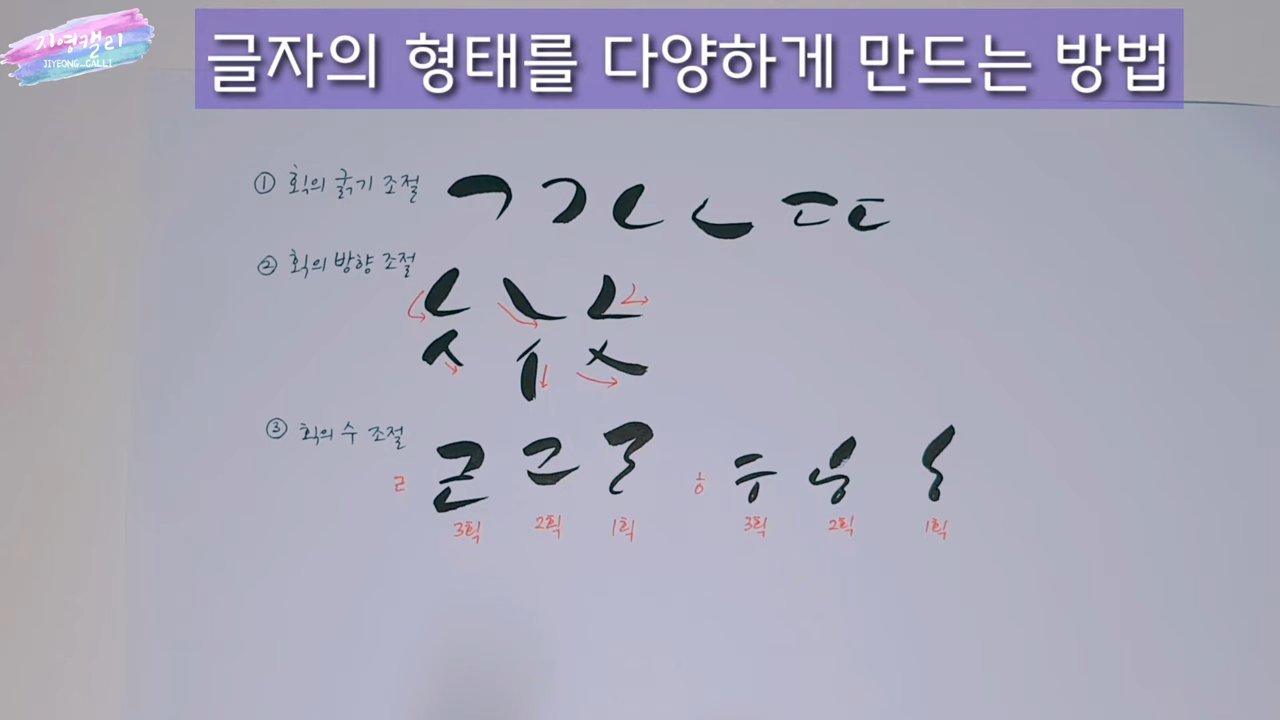 지영캘리
JIYEONG_CALLI
글자의 형태를 다양하게 만드는 방법
① 획의 굵기 조절 ㄱ ㄱ ㄴ ㄴ ㄷ ㄷ
② 획의 방향 조절 ㄴ ㄴ ㄴ
ㅅ ㅅ ㅅ
③ 획의 수 조절
ㄹ ㄹ ㄹ ㄹ ㅎ ㅎ ㅎ ㅎ
3획 2획 1획 3획 2획 1획